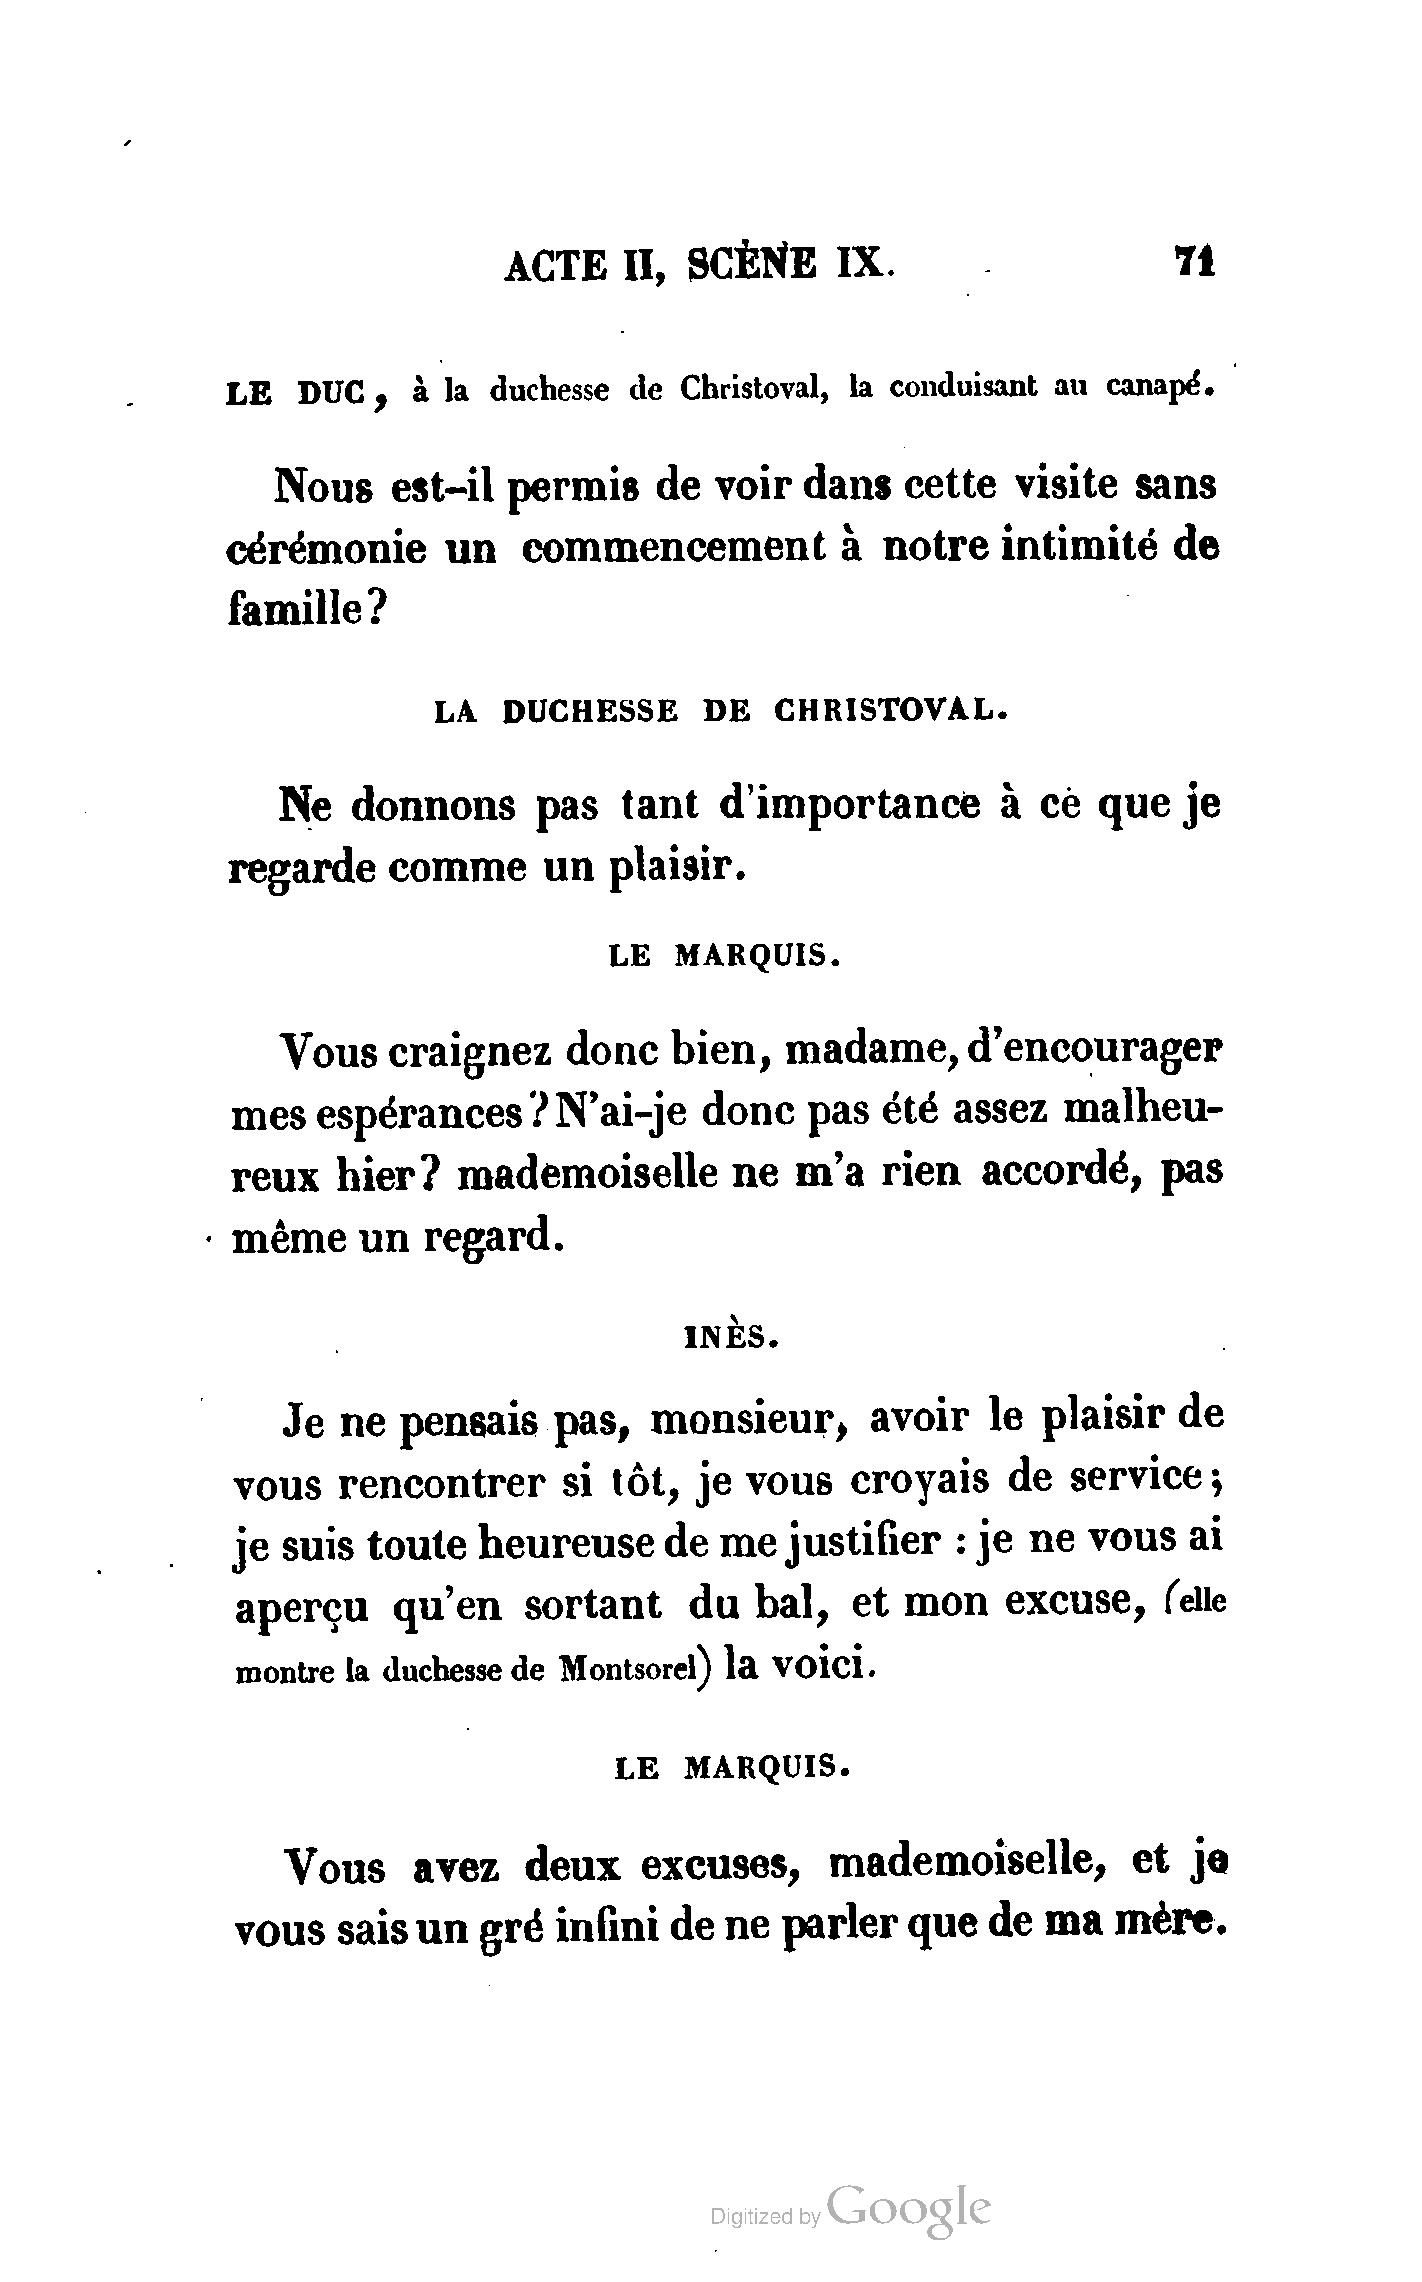 ACTE II, SCÈNE IX. 71
LE DUC, à la duchesse de Christoval, la conduisant au canapé.
Nous est-il permis de voir dans cette visite sans
cérémonie un commencement à notre intimité de
famille?
LA DUCHESSE DE CHRISTOVAL.
Ne donnons pas tant d'importance à ce que je
regarde comme un plaisir.
LE MARQUIS.
Vous craignez donc bien, madame, d'encourager
mes espérances? N'ai-je donc pas été assez malheu-
reux hier? mademoiselle ne m'a rien accordé, pas
même un regard.
INÈS.
Je ne pensais pas, monsieur, avoir le plaisir de
vous rencontrer si tôt, je vous croyais de service;
je suis toute heureuse de me justifier : je ne vous ai
aperçu qu'en sortant du bal, et mon excuse, (elle
montre la duchesse de Montsorel) la voici.
LE MARQUIS.
Vous avez deux excuses, mademoiselle, et je
vous sais un gré infini de ne parler que de ma mère.
Digitized by Google